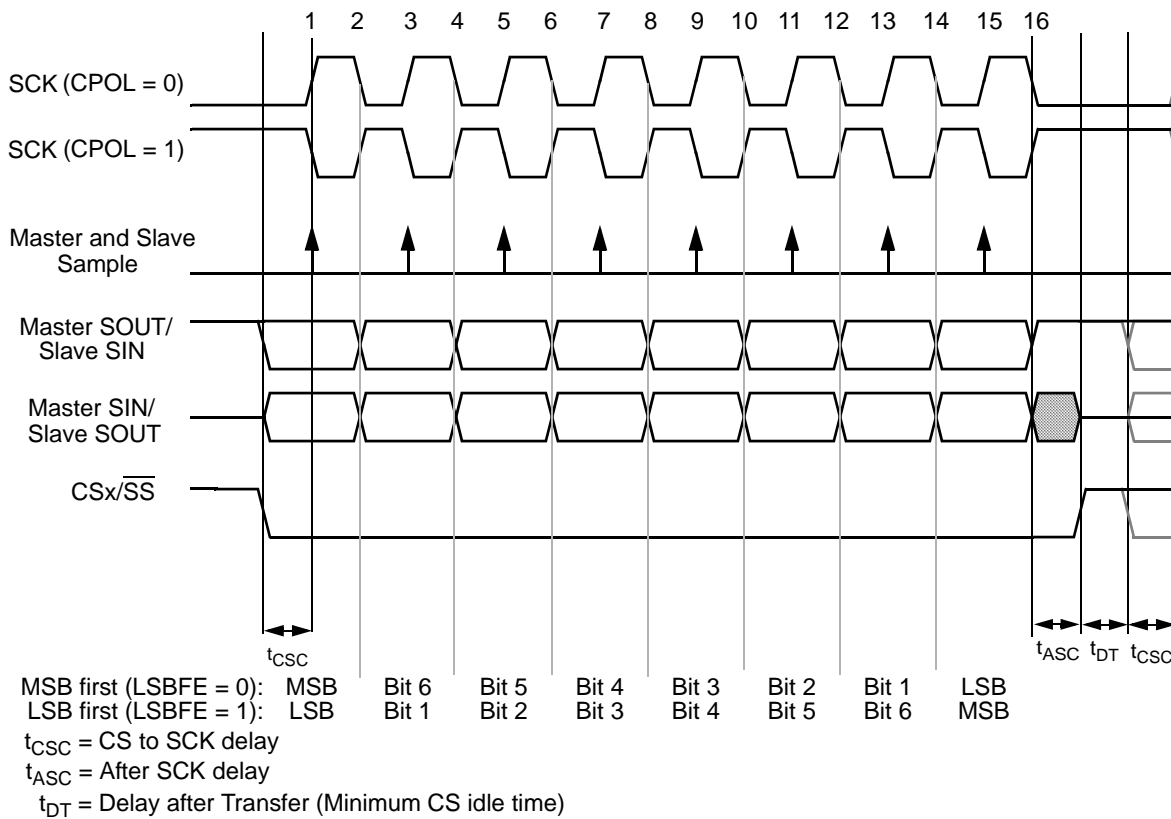 1 2 3 4 5 6 7 8 9 10 11 12 13 14 15 16
SCK (CPOL = 0)
SCK (CPOL = 1)
Master and Slave
Sample
Master SOUT/
Slave SIN
Master SIN/
Slave SOUT
CSx/SS
tCSC tASC tDT tCSC
MSB first (LSBFE = 0): MSB Bit 6 Bit 5 Bit 4 Bit 3 Bit 2 Bit 1 LSB
LSB first (LSBFE = 1): LSB Bit 1 Bit 2 Bit 3 Bit 4 Bit 5 Bit 6 MSB
tCSC = CS to SCK delay
tASC = After SCK delay
tDT = Delay after Transfer (Minimum CS idle time)